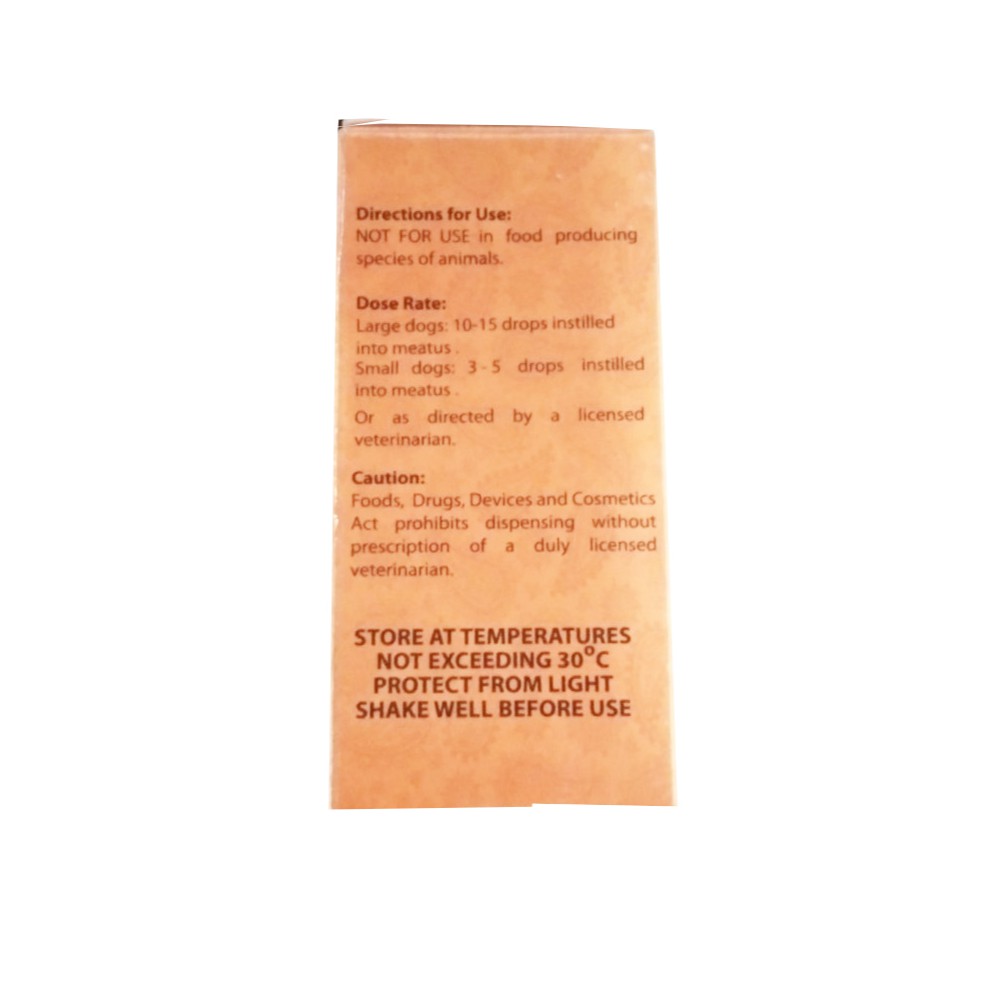 Directions for Use:
NOT FOR USE in food producing
species of animals.
Dose Rate:
Large dogs: 10-15 drops instilled
into meatus .
Small dogs: 3 - 5 drops instilled
into meatus .
Or as directed by a licensed
veterinarian.
Caution:
Foods, Drugs, Devices and Cosmetics
Act prohibits dispensing without
prescription of a duly licensed
veterinarian.
STORE AT TEMPERATURES
NOT EXCEEDING 30⁰C
PROTECT FROM LIGHT
SHAKE WELL BEFORE USE